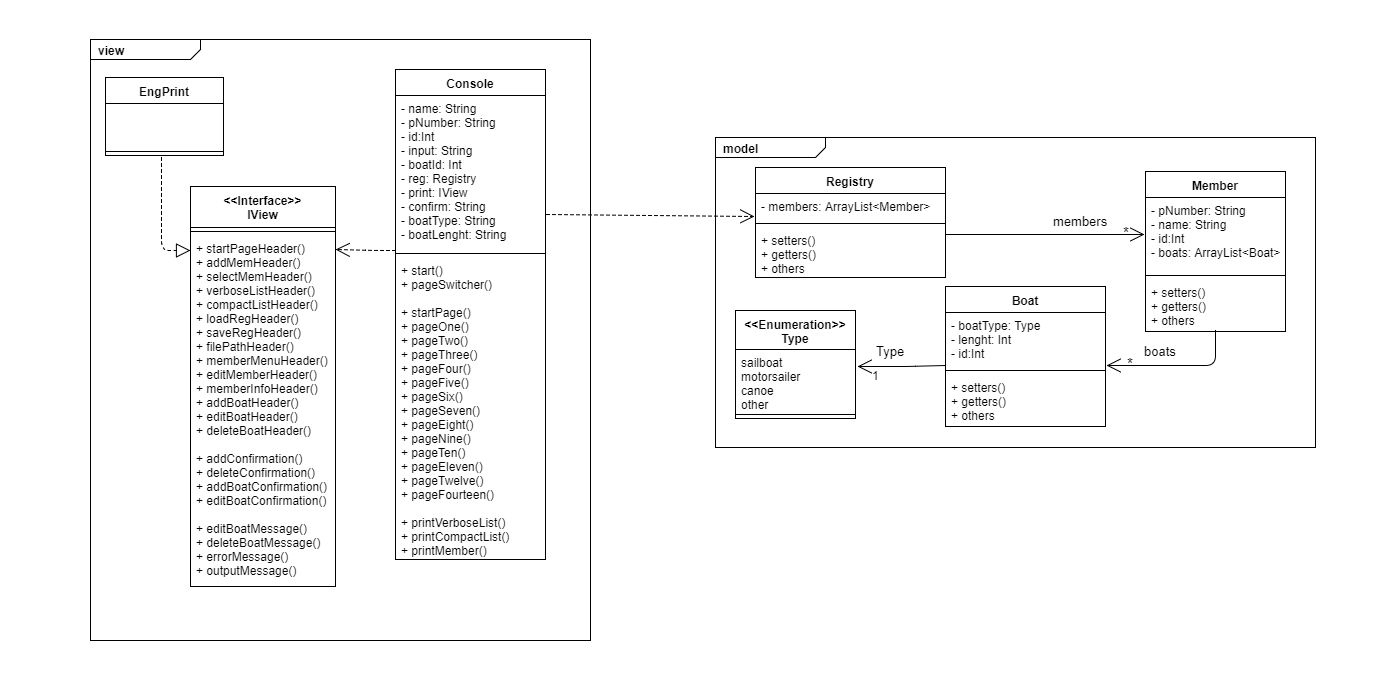 view
EngPrint
<<Interface>>
IView
+ startPageHeader()
+ addMemHeader()
+ selectMemHeader()
+ verboseListHeader()
+ compactListHeader()
+ loadRegHeader()
+ saveRegHeader()
+ filePathHeader()
+ memberMenuHeader()
+ editMemberHeader()
+ memberInfoHeader()
+ addBoatHeader()
+ editBoatHeader()
+ deleteBoatHeader()
+ addConfirmation()
+ deleteConfirmation()
+ addBoatConfirmation()
+ editBoatConfirmation()
+ editBoatMessage()
+ deleteBoatMessage()
+ errorMessage()
+ outputMessage()
Console
- name: String
- pNumber: String
- id:Int
- input: String
- boatId: Int
- reg: Registry
- print: IView
- confirm: String
- boatType: String
- boatLenght: String
+ start()
+ pageSwitcher()
+ startPage()
+ pageOne()
+ pageTwo()
+ pageThree()
+ pageFour()
+ pageFive()
+ pageSix()
+ pageSeven()
+ pageEight()
+ pageNine()
+ pageTen()
+ pageEleven()
+ pageTwelve()
+ pageFourteen()
+ printVerboseList()
+ printCompactList()
+ printMember()
model
Registry
- members: ArrayList<Member>
+ setters()
+ getters()
+ others
members
*
Member
- pNumber: String
- name: String
- id:Int
- boats: ArrayList<Boat>
+ setters()
+ getters()
+ others
boats
*
Boat
- boatType: Type
- lenght: Int
- id:Int
+ setters()
+ getters()
+ others
Type
1
<<Enumeration>>
Type
sailboat
motorsailer
canoe
other